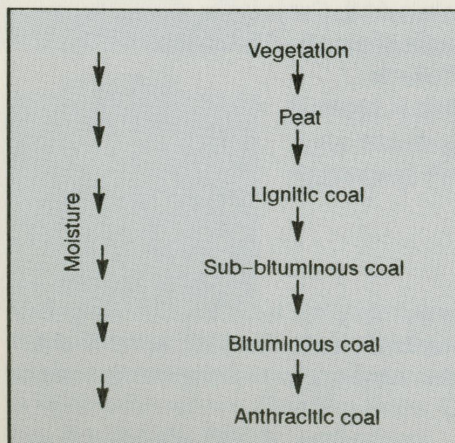 Vegetation
Peat
Lignitic coal
Moisture
Sub-bituminous coal
Bituminous coal
Anthracitic coal